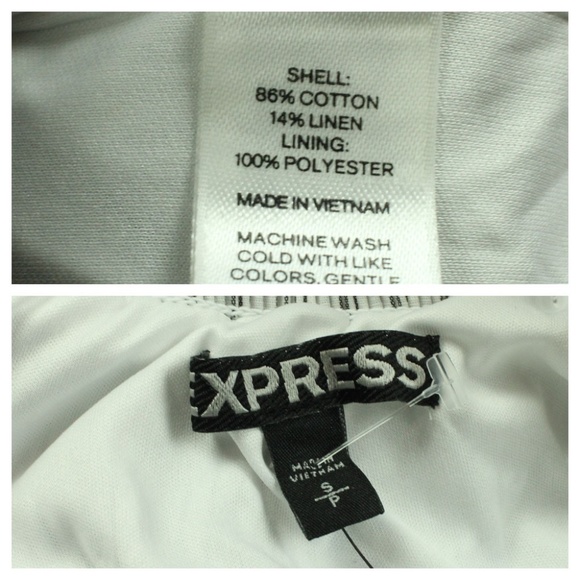 SHELL:
86% COTTON
14% LINEN
LINING:
100% POLYESTER
MADE IN VIETNAM
MACHINE WASH
COLD WITH LIKE
COLORS, GENTLE
EXPRESS
MADE IN
VIETNAM
S
P